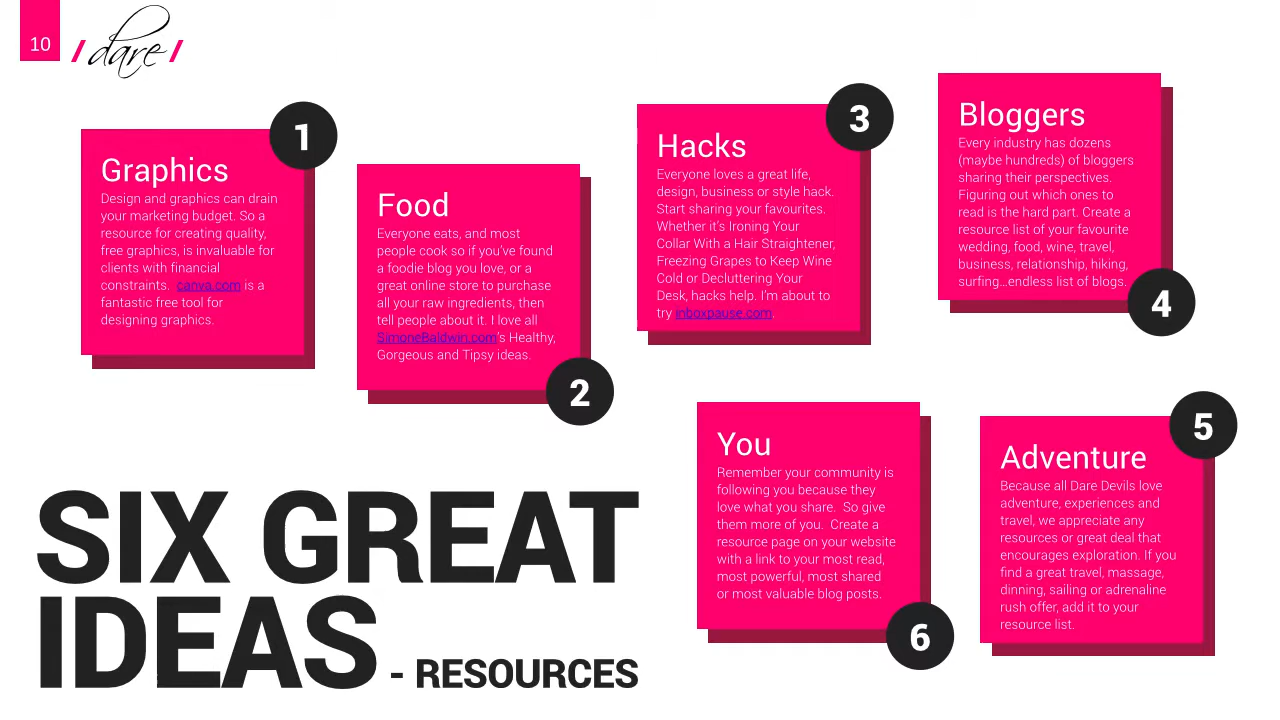 10
/dare/
1
Graphics
Design and graphics can drain
your marketing budget. So a
resource for creating quality,
free graphics, is invaluable for
clients with financial
constraints.  canva.com is a
fantastic free tool for
designing graphics.
Food
Everyone eats, and most
people cook so if you've found
a foodie blog you love, or a
great online store to purchase
all your raw ingredients, then
tell people about it. I love all
SimoneBaldwin.com's Healthy,
Gorgeous and Tipsy ideas.
2
3
Hacks
Everyone loves a great life,
design, business or style hack.
Start sharing your favourites.
Whether it's Ironing Your
Collar With a Hair Straightener,
Freezing Grapes to Keep Wine
Cold or Decluttering Your
Desk, hacks help. I'm about to
try inboxpause.com.
Bloggers
Every industry has dozens
(maybe hundreds) of bloggers
sharing their perspectives.
Figuring out which ones to
read is the hard part. Create a
resource list of your favourite
wedding, food, wine, travel,
business, relationship, hiking,
surfing...endless list of blogs.
4
5
Adventure
Because all Dare Devils love
adventure, experiences and
travel, we appreciate any
resources or great deal that
encourages exploration. If you
find a great travel, massage,
dinning, sailing or adrenaline
rush offer, add it to your
resource list.
You
Remember your community is
following you because they
love what you share.  So give
them more of you.  Create a
resource page on your website
with a link to your most read,
most powerful, most shared
or most valuable blog posts.
6
SIX GREAT
IDEAS - RESOURCES